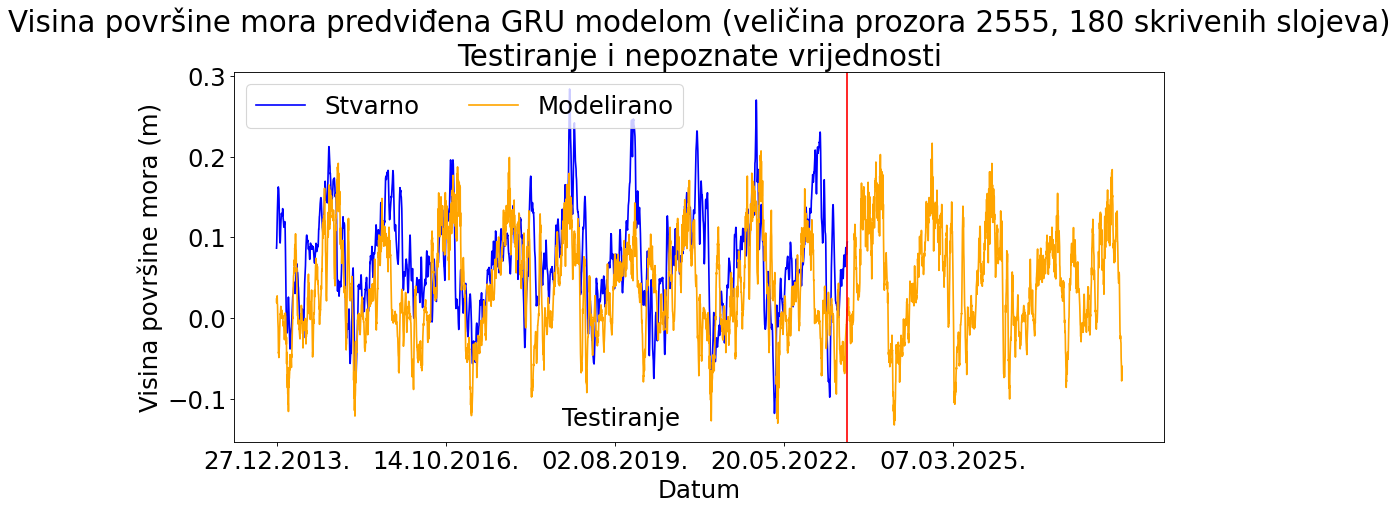 Visina površine mora predviđena GRU modelom (veličina prozora 2555, 180 skrivenih slojeva)
Testiranje i nepoznate vrijednosti
Stvarno Modelirano
Visina površine mora (m)
0.3
0.2
0.1
0.0
−0.1
Testiranje
27.12.2013. 14.10.2016. 02.08.2019. 20.05.2022. 07.03.2025.
Datum